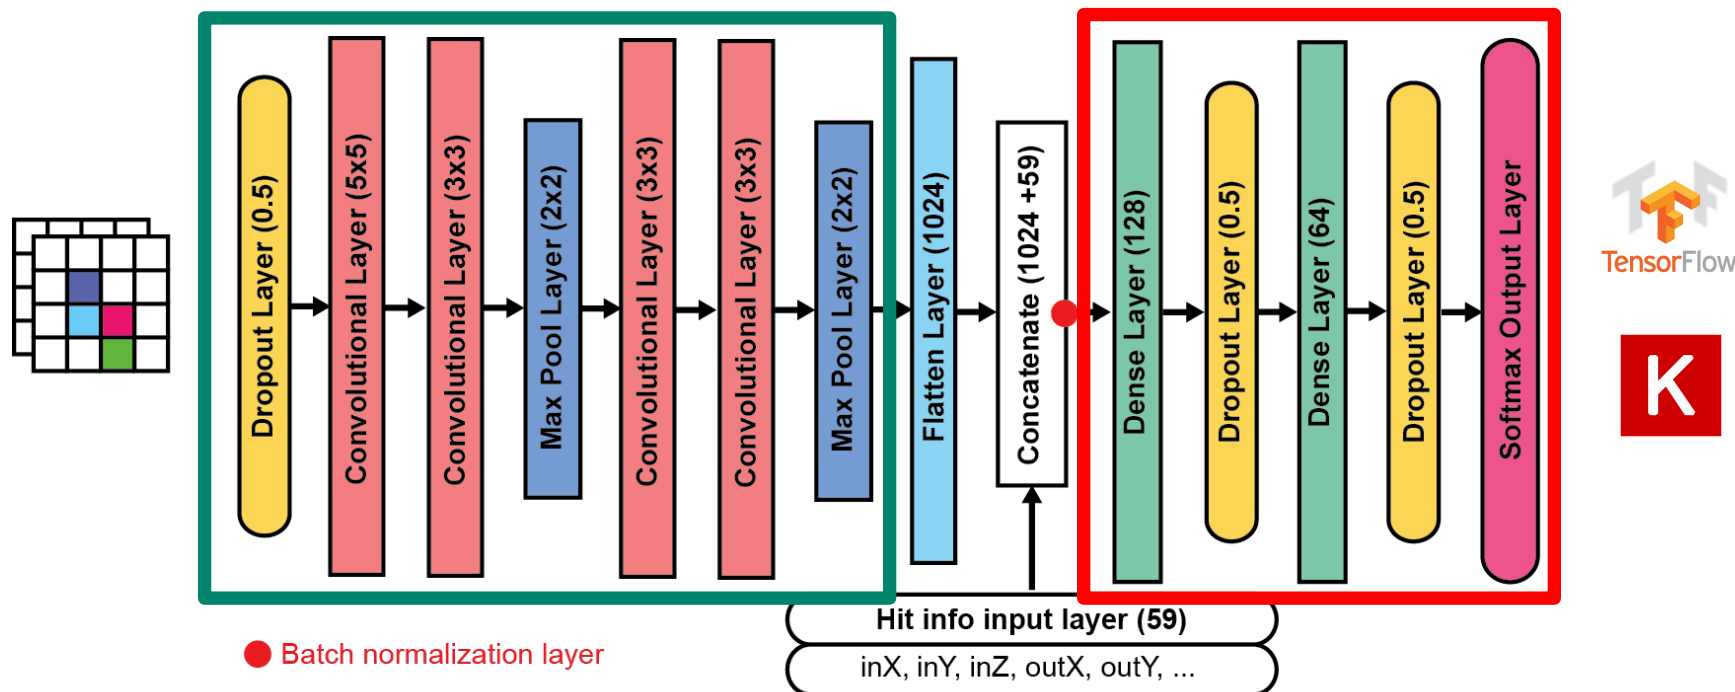 Dropout Layer (0.5)
Convolutional Layer (5x5)
Convolutional Layer (3x3)
Max Pool Layer (2x2)
Convolutional Layer (3x3)
Convolutional Layer (3x3)
Max Pool Layer (2x2)
Flatten Layer (1024)
Concatenate (1024 +59)
Dense Layer (128)
Dropout Layer (0.5)
Dense Layer (64)
Dropout Layer (0.5)
Softmax Output Layer
TF
TensorFlow
K
Hit info input layer (59)
inX, inY, inZ, outX, outY, ...
Batch normalization layer